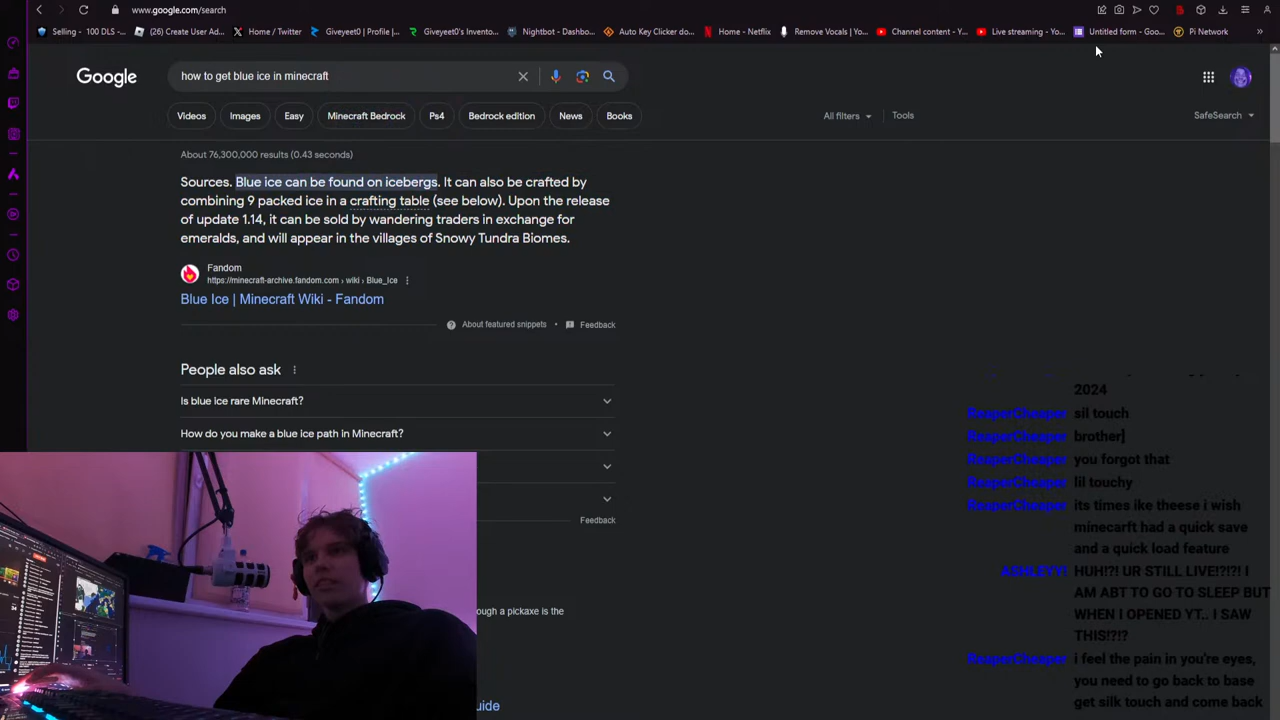 www.google.com/search
Selling - 100 DLS -...
(26) Create User Ad...
Home / Twitter
Giveyeet0 | Profile |...
Giveyeet0's Invento...
Nightbot - Dashbo...
Auto Key Clicker do...
Home - Netflix
Remove Vocals | Yo...
Channel content - Y...
Live streaming - Yo...
Untitled form - Goo...
Pi Network
Google
how to get blue ice in minecraft
Videos
Images
Easy
Minecraft Bedrock
Ps4
Bedrock edition
News
Books
All filters
Tools
SafeSearch
About 76,300,000 results (0.43 seconds)
Sources. Blue ice can be found on icebergs. It can also be crafted by
combining 9 packed ice in a crafting table (see below). Upon the release
of update 1.14, it can be sold by wandering traders in exchange for
emeralds, and will appear in the villages of Snowy Tundra Biomes.
Fandom
https://minecraft-archive.fandom.com › wiki › Blue_Ice
Blue Ice | Minecraft Wiki - Fandom
About featured snippets
Feedback
People also ask
Is blue ice rare Minecraft?
How do you make a blue ice path in Minecraft?
Feedback
ough a pickaxe is the
uide
2024
sil touch
brother]
you forgot that
lil touchy
its times ike theese i wish
minecarft had a quick save
and a quick load feature
ASHLEYY! HUH!?! UR STILL LIVE!?!?! I
AM ABT TO GO TO SLEEP BUT
WHEN I OPENED YT.. I SAW
THIS!?!?
i feel the pain in you're eyes,
you need to go back to base
get silk touch and come back